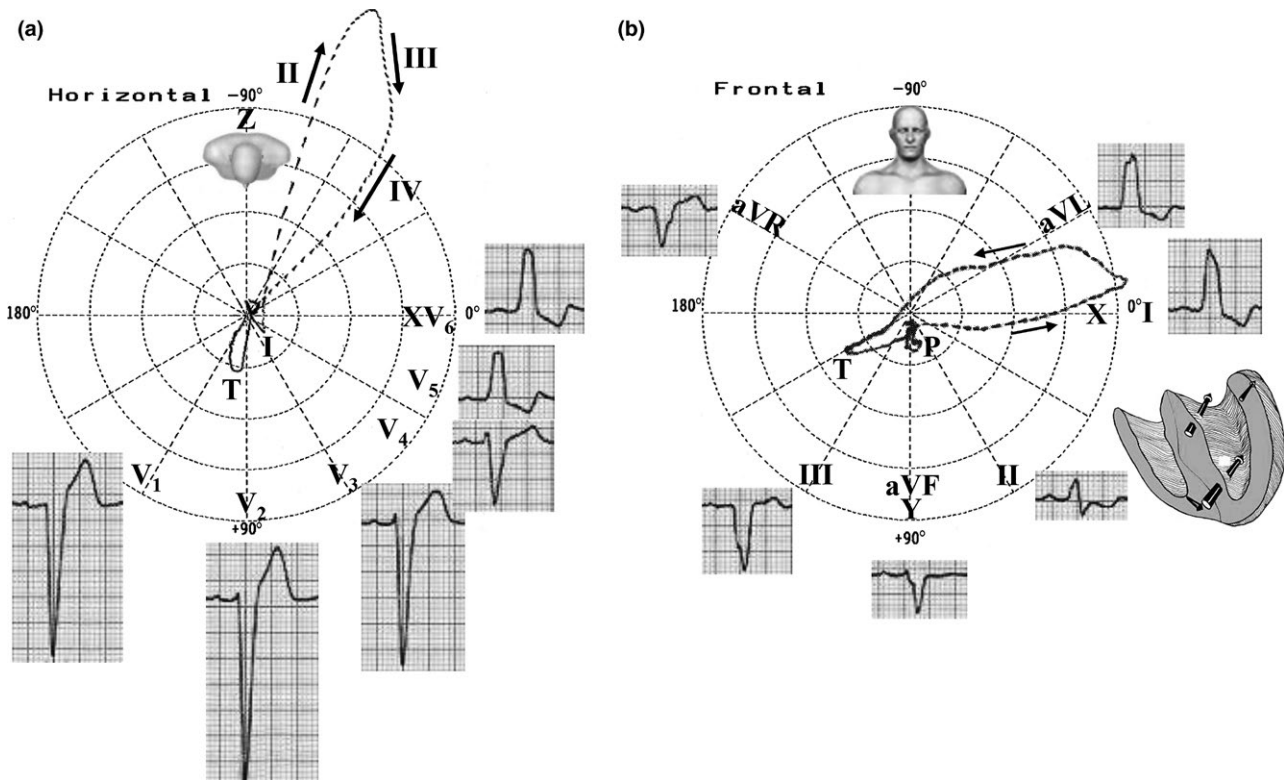 (a)
Horizontal
−90°
Z
II
III
IV
180°
XV6
0°
I
T
V5
V4
V3
V2
V1
+90°
(b)
Frontal
−90°
aVR
aVL
180°
X
0°
I
T
P
III
aVF
Y
II
+90°